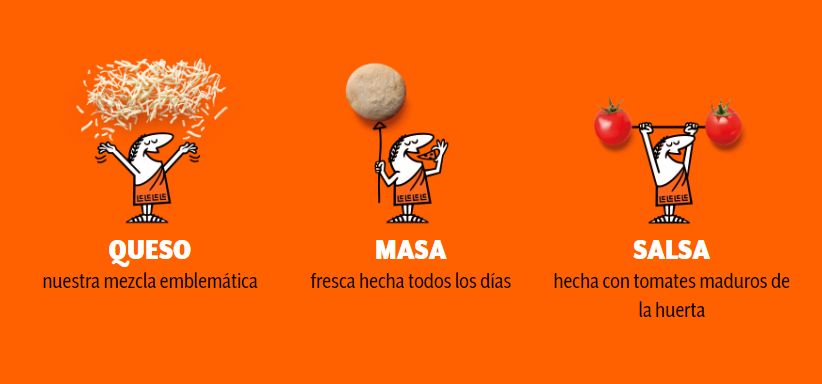 QUESO
nuestra mezcla emblemática
MASA
fresca hecha todos los días
SALSA
hecha con tomates maduros de
la huerta